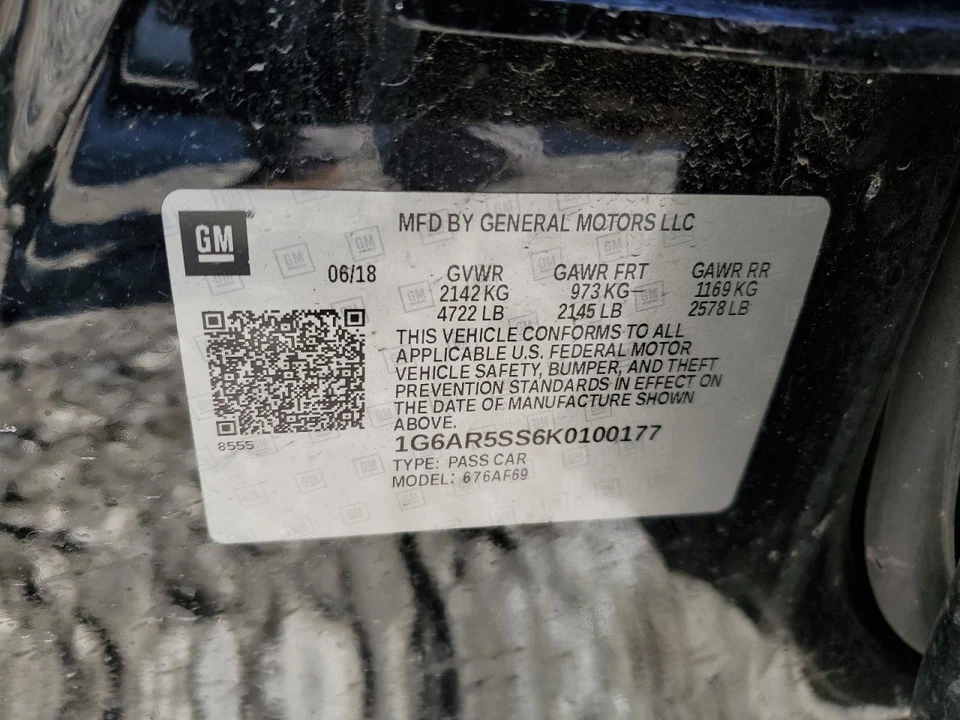 GM
MFD BY GENERAL MOTORS LLC
06/18 GVWR GAWR FRT GAWR RR
2142 KG 973 KG 1169 KG
4722 LB 2145 LB 2578 LB
THIS VEHICLE CONFORMS TO ALL
APPLICABLE U.S. FEDERAL MOTOR
VEHICLE SAFETY, BUMPER, AND THEFT
PREVENTION STANDARDS IN EFFECT ON
THE DATE OF MANUFACTURE SHOWN
ABOVE.
8555
1G6AR5SS6K0100177
TYPE: PASS CAR
MODEL: 676AF69